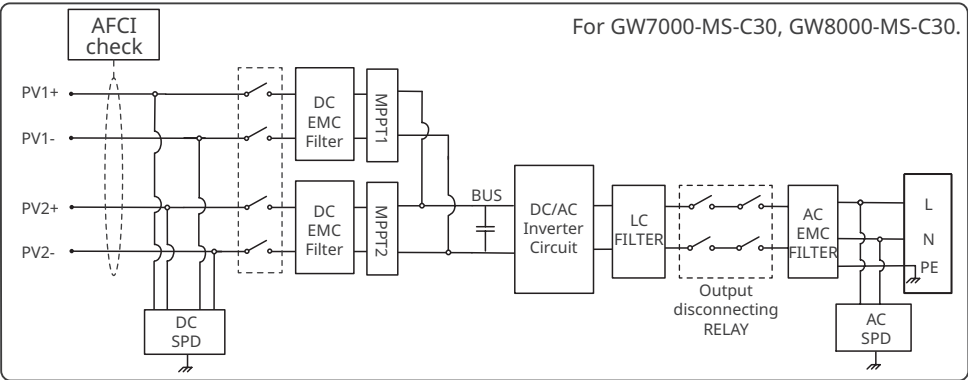 AFCI
check
For GW7000-MS-C30, GW8000-MS-C30.
PV1+
PV1-
PV2+
PV2-
DC
EMC
Filter
MPPT1
DC
EMC
Filter
MPPT2
BUS
DC/AC
Inverter
Circuit
LC
FILTER
Output
disconnecting
RELAY
AC
EMC
FILTER
L
N
PE
DC
SPD
AC
SPD